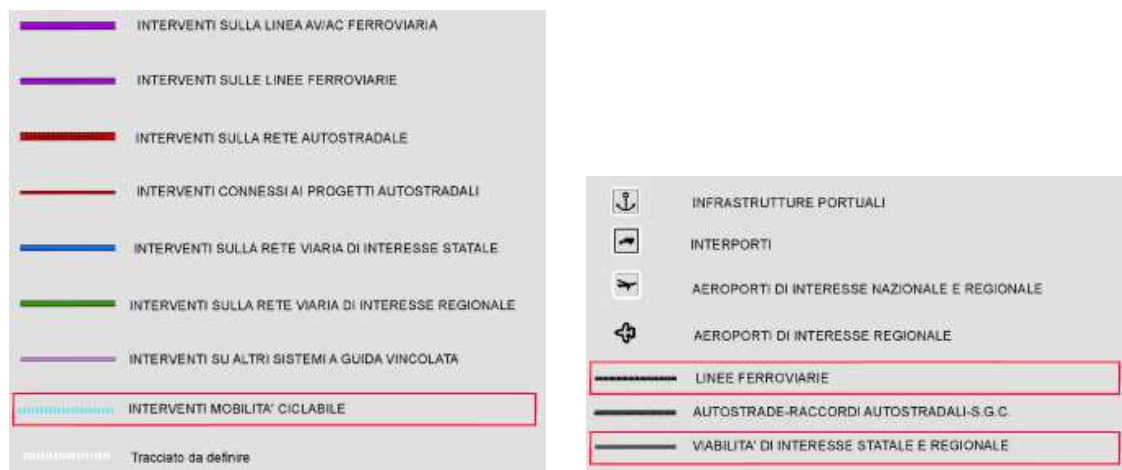 INTERVENTI SULLA LINEA AV/AC FERROVIARIA
INTERVENTI SULLE LINEE FERROVIARIE
INTERVENTI SULLA RETE AUTOSTRADALE
INTERVENTI CONNESSI AI PROGETTI AUTOSTRADALI
INTERVENTI SULLA RETE VIARIA DI INTERESSE STATALE
INTERVENTI SULLA RETE VIARIA DI INTERESSE REGIONALE
INTERVENTI SU ALTRI SISTEMI A GUIDA VINCOLATA
INTERVENTI MOBILITA' CICLABILE
Tracciato da definire
INFRASTRUTTURE PORTUALI
INTERPORTI
AEROPORTI DI INTERESSE NAZIONALE E REGIONALE
AEROPORTI DI INTERESSE REGIONALE
LINEE FERROVIARIE
AUTOSTRADE-RACCORDI AUTOSTRADALI-S.G.C.
VIABILITA' DI INTERESSE STATALE E REGIONALE